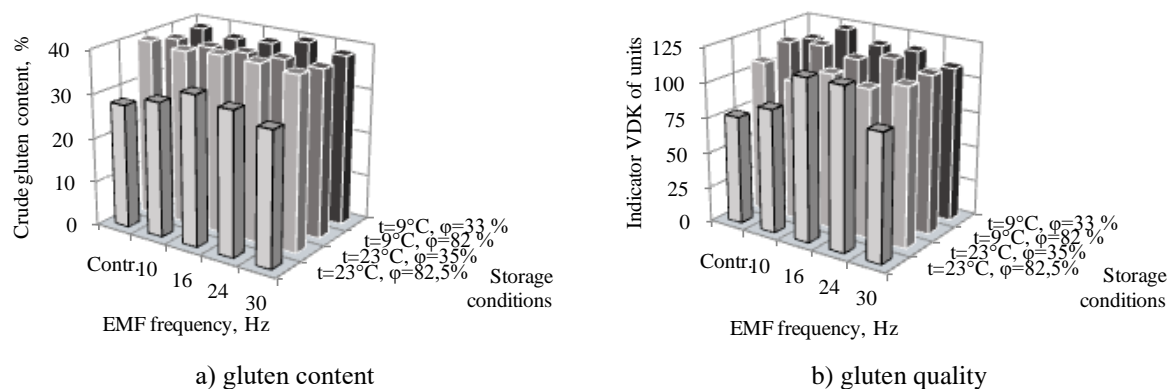 Crude gluten content, %
40
30
20
10
0
Contr.
10
16
24
30
EMF frequency, Hz
t=9°C, φ=33 %
t=9°C, φ=82 %
t=23°C, φ=35%
t=23°C, φ=82,5%
Storage
conditions
a) gluten content
Indicator VDK of units
125
100
75
50
25
0
Contr.
10
16
24
30
EMF frequency, Hz
t=9°C, φ=33 %
t=9°C, φ=82 %
t=23°C, φ=35%
t=23°C, φ=82,5%
Storage
conditions
b) gluten quality